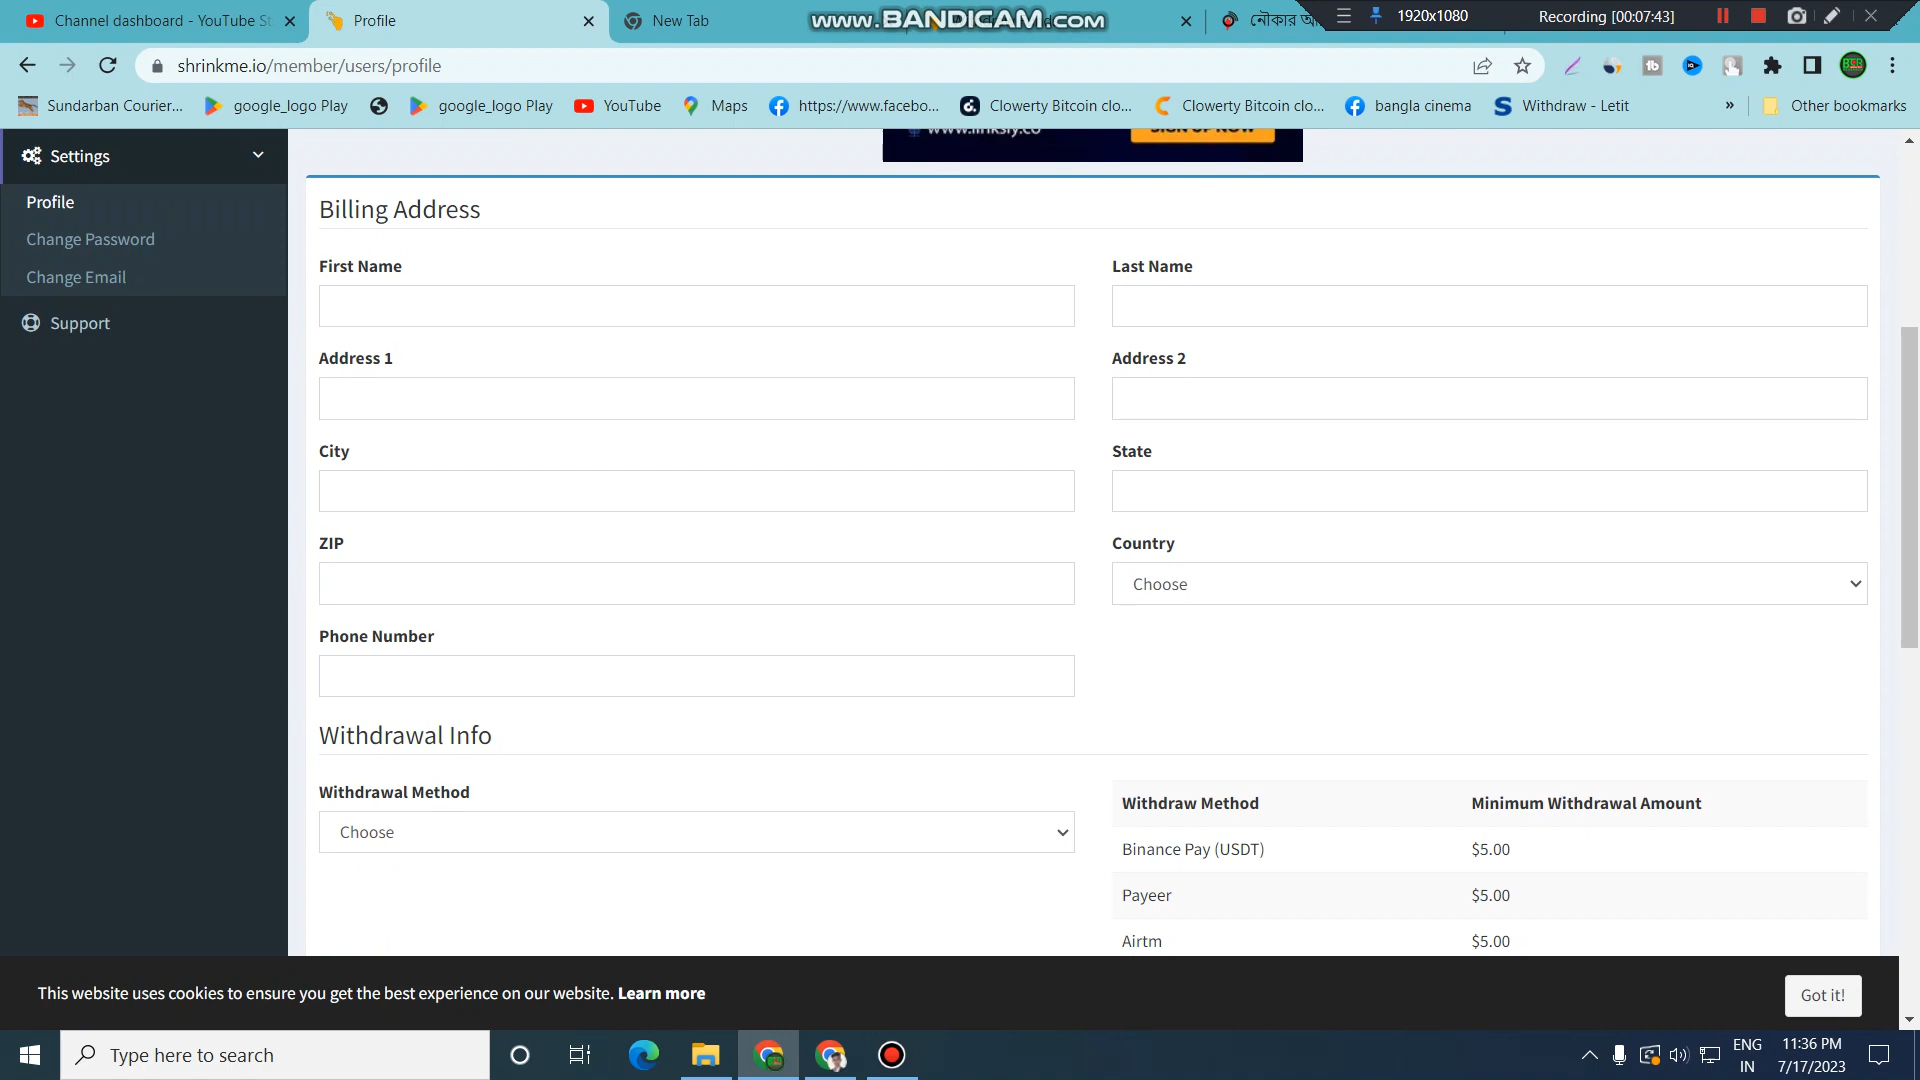 Channel dashboard - YouTube St
Profile
New Tab
www.BANDICAM.com
নৌকার
1920x1080
Recording [00:07:43]
shrinkme.io/member/users/profile
Sundarban Courier...
google_logo Play
google_logo Play
YouTube
Maps
https://www.facebo...
Clowerty Bitcoin clo...
Clowerty Bitcoin clo...
bangla cinema
Withdraw - Letit
»
Other bookmarks
www.linksly.co
SIGN UP NOW
Settings
Profile
Change Password
Change Email
Support
Billing Address
First Name
Last Name
Address 1
Address 2
City
State
ZIP
Country
Choose
Phone Number
Withdrawal Info
Withdrawal Method
Choose
Withdraw Method
Minimum Withdrawal Amount
Binance Pay (USDT)
$5.00
Payeer
$5.00
Airtm
$5.00
This website uses cookies to ensure you get the best experience on our website. Learn more
Got it!
Type here to search
ENG
IN
11:36 PM
7/17/2023